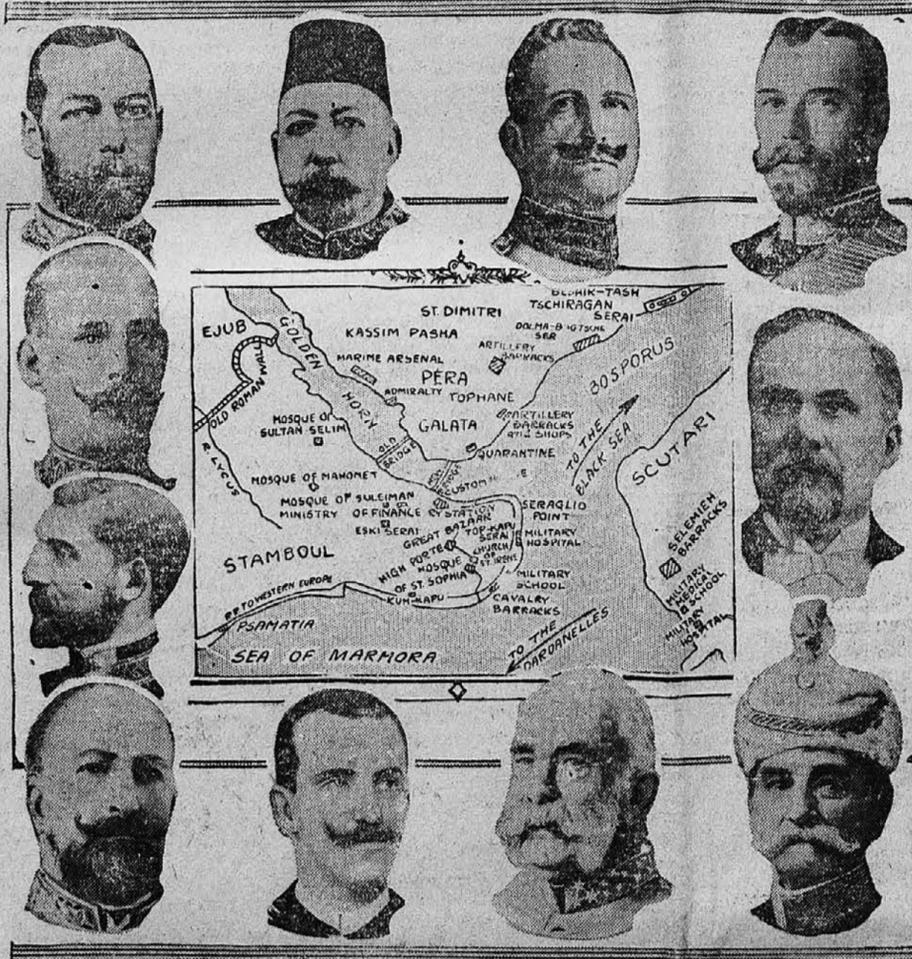 BESHIK-TASH
ST. DIMITRI
TSCHIRAGAN
SERAI
EJUB
GOLDEN
HORN
KASSIM PASHA
ARTILLERY
BARRACKS
BOSPORUS
MARINE ARSENAL
PERA
OLD ROMAN WALL
ADMIRALTY
TOPHANE
MOSQUE OF
SULTAN SELIM
GALATA
ARTILLERY
BARRACKS
AND SHOPS
TO THE
BLACK SEA
SCUTARI
R. LYCUS
OLD
BRIDGE
QUARANTINE
MOSQUE OF MAHOMET
BRIDGE
CUSTOM H
E
MOSQUE OF SULEIMAN
MINISTRY OF FINANCE
RY STATION
SERAGLIO
POINT
ESKI SERAI
GREAT BAZAAR
TOP-KAPU
SERAI
MILITARY
HOSPITAL
SELEMIEH
BARRACKS
STAMBOUL
HIGH PORTE
CHURCH
OF
ST. IRENE
MOSQUE
OF ST. SOPHIA
MILITARY
SCHOOL
MILITARY
MEDICAL
SCHOOL
R.R. TO WESTERN EUROPE
KUM-KAPU
CAVALRY
BARRACKS
MILITARY
HOSPITAL
PSAMATIA
SEA OF MARMORA
TO THE
DARDANELLES